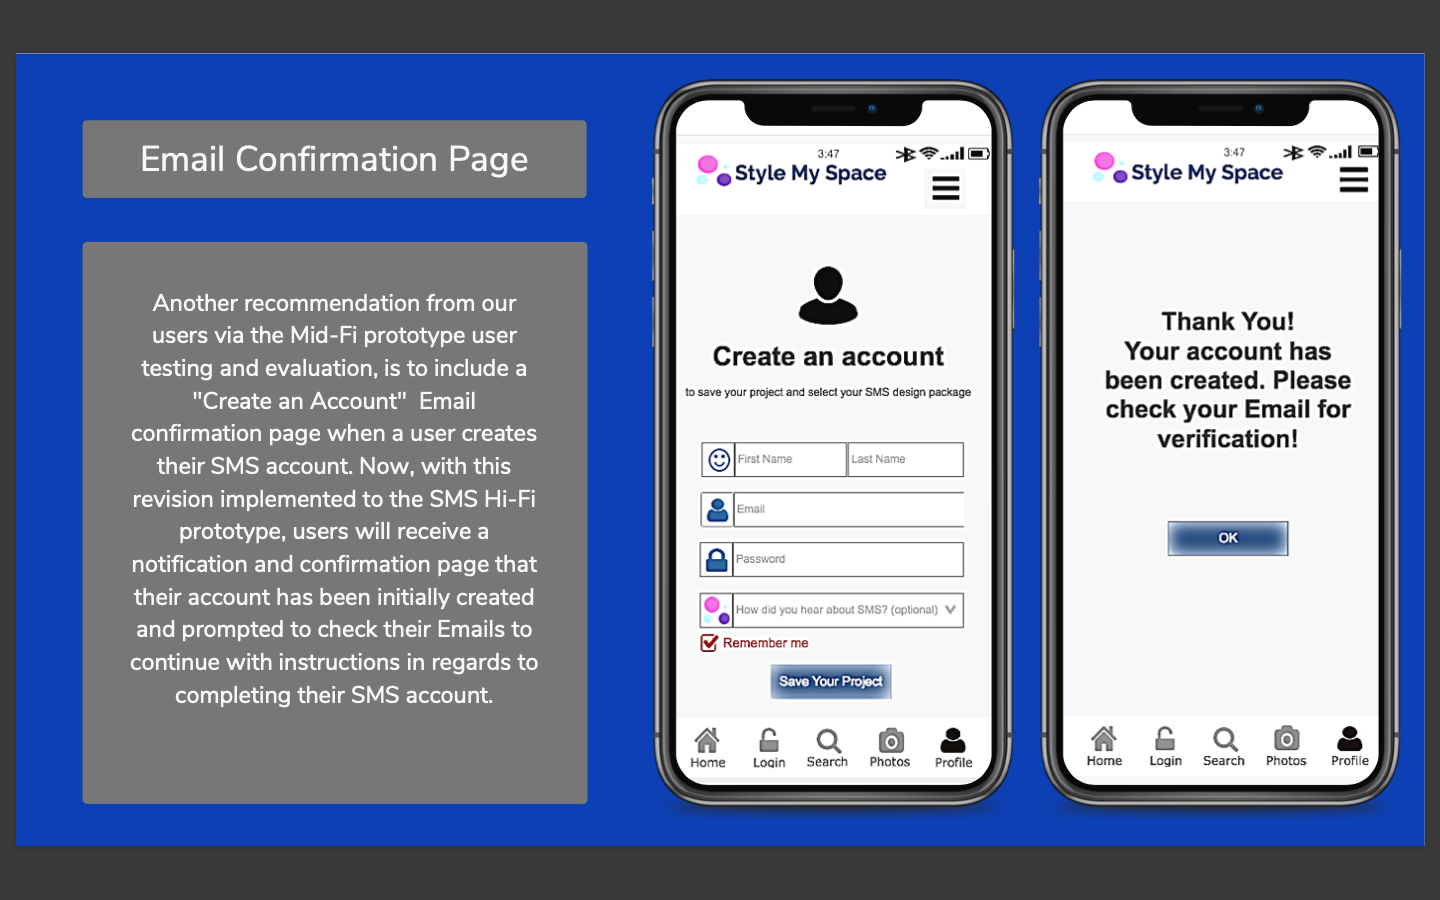 Email Confirmation Page
Another recommendation from our
users via the Mid-Fi prototype user
testing and evaluation, is to include a
"Create an Account"  Email
confirmation page when a user creates
their SMS account. Now, with this
revision implemented to the SMS Hi-Fi
prototype, users will receive a
notification and confirmation page that
their account has been initially created
and prompted to check their Emails to
continue with instructions in regards to
completing their SMS account.
3:47
Style My Space
Create an account
to save your project and select your SMS design package
First Name
Last Name
Email
Password
How did you hear about SMS? (optional)
Remember me
Save Your Project
Home
Login
Search
Photos
Profile
3:47
Style My Space
Thank You!
Your account has
been created. Please
check your Email for
verification!
OK
Home
Login
Search
Photos
Profile